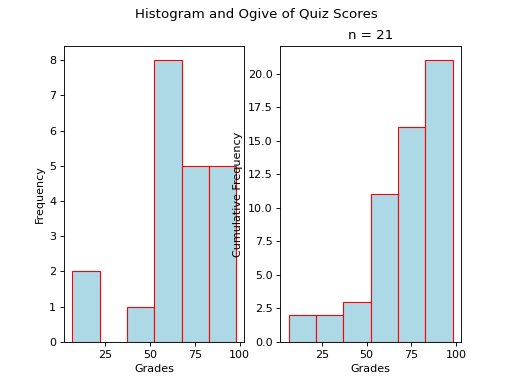 Histogram and Ogive of Quiz Scores
n = 21
8
7
6
5
4
3
2
1
0
Frequency
25 50 75 100
Grades
20.0
17.5
15.0
12.5
10.0
7.5
5.0
2.5
0.0
Cumulative Frequency
25 50 75 100
Grades